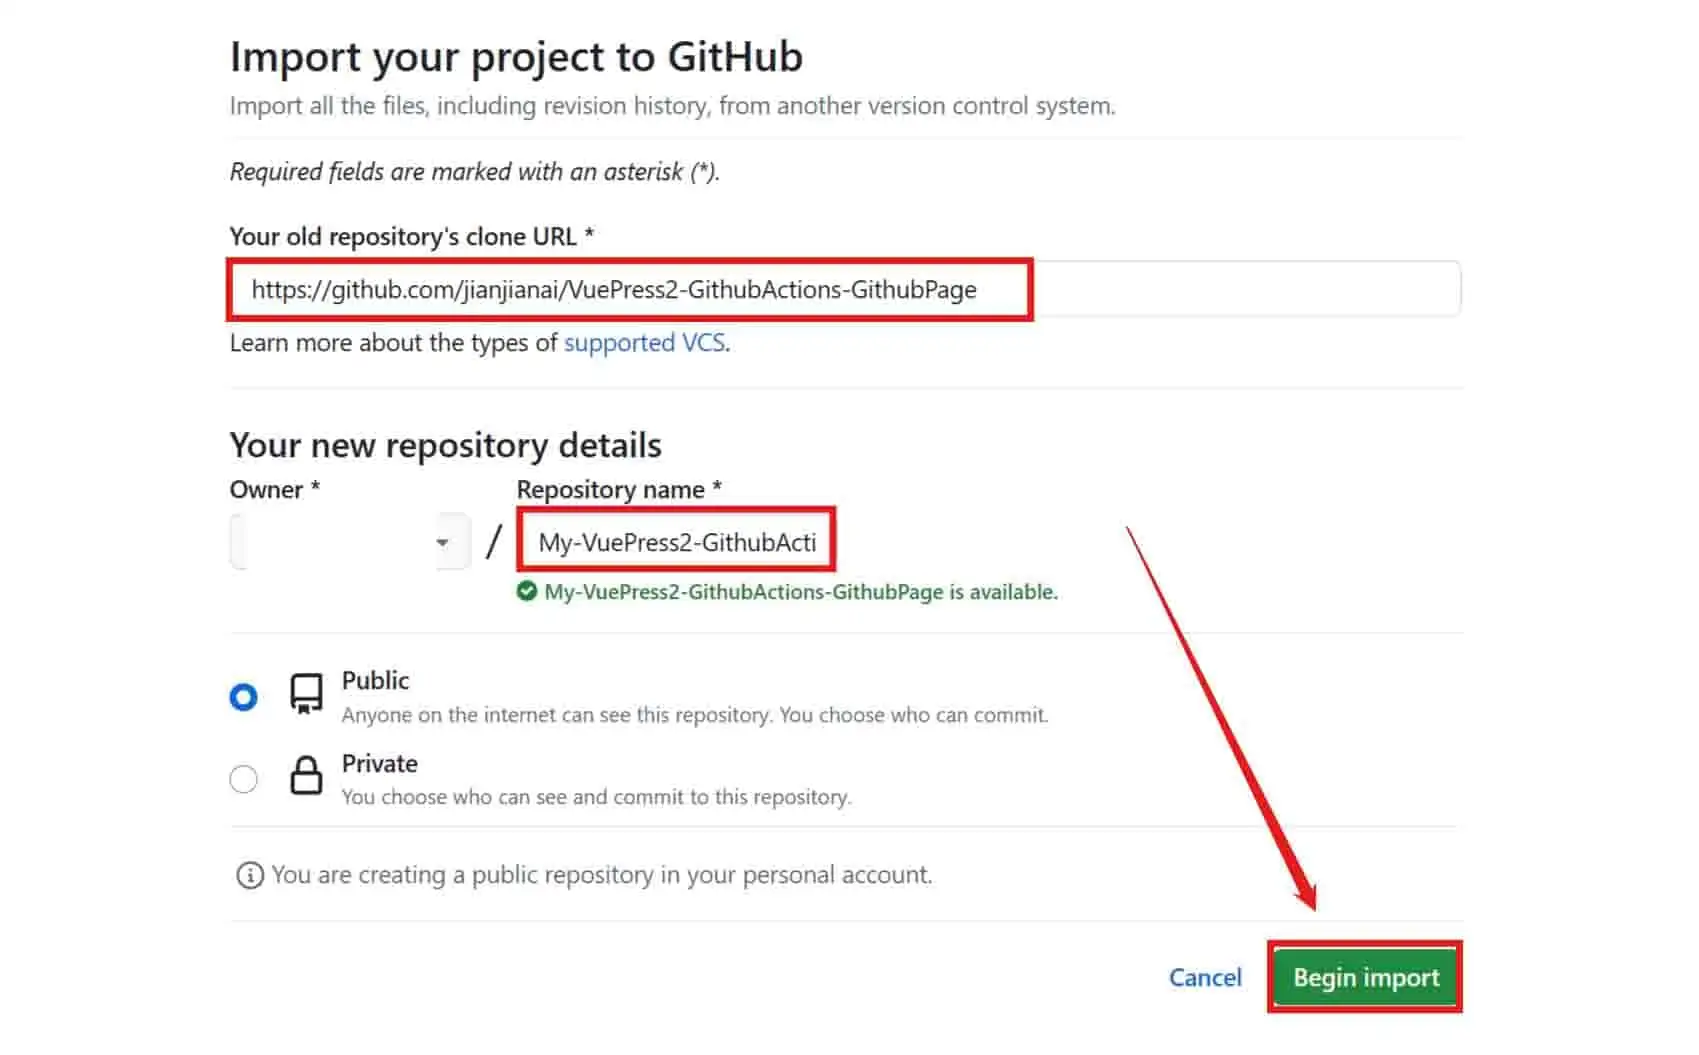 Import your project to GitHub
Import all the files, including revision history, from another version control system.
Required fields are marked with an asterisk (*).
Your old repository's clone URL *
https://github.com/jianjianai/VuePress2-GithubActions-GithubPage
Learn more about the types of supported VCS.
Your new repository details
Owner * Repository name *
/ My-VuePress2-GithubActi
My-VuePress2-GithubActions-GithubPage is available.
Public
Anyone on the internet can see this repository. You choose who can commit.
Private
You choose who can see and commit to this repository.
You are creating a public repository in your personal account.
Cancel Begin import